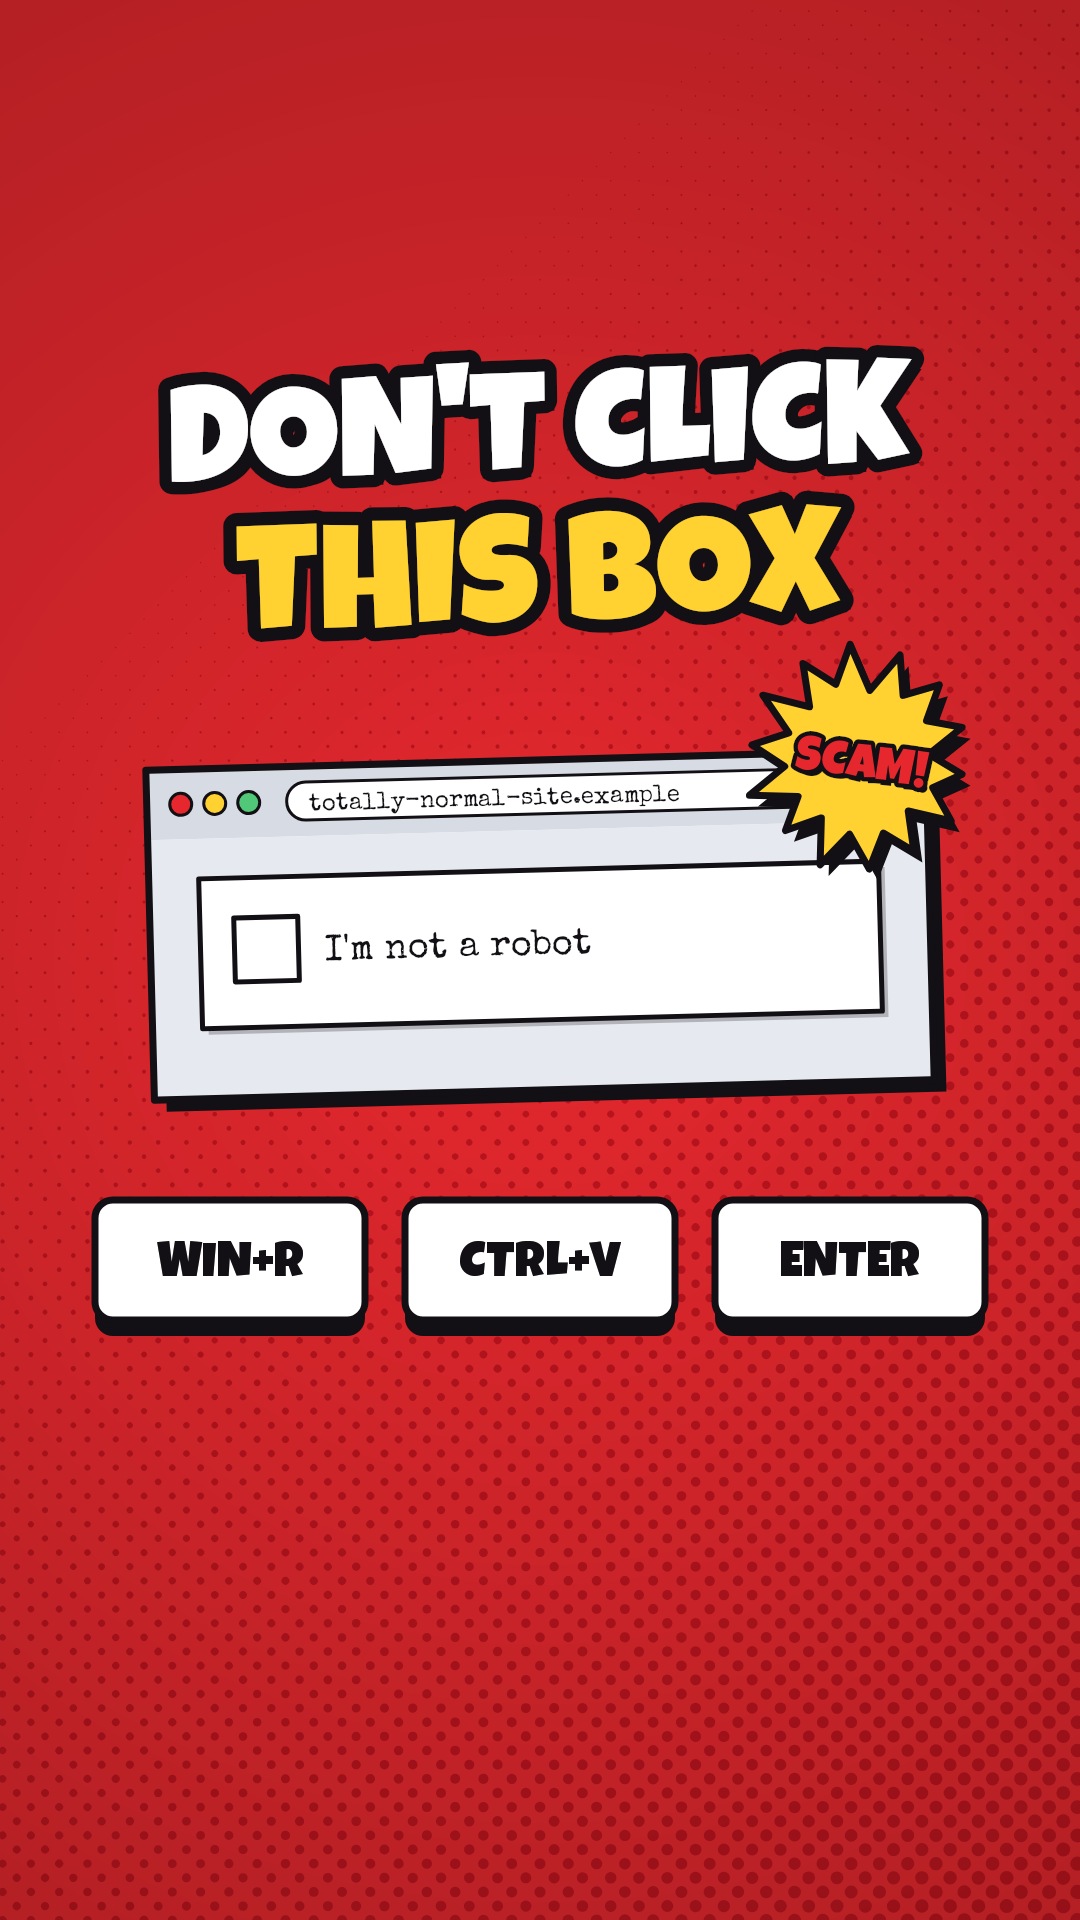 DON'T CLICK
THIS BOX
SCAM!
totally-normal-site.example
I'm not a robot
WIN+R
CTRL+V
ENTER